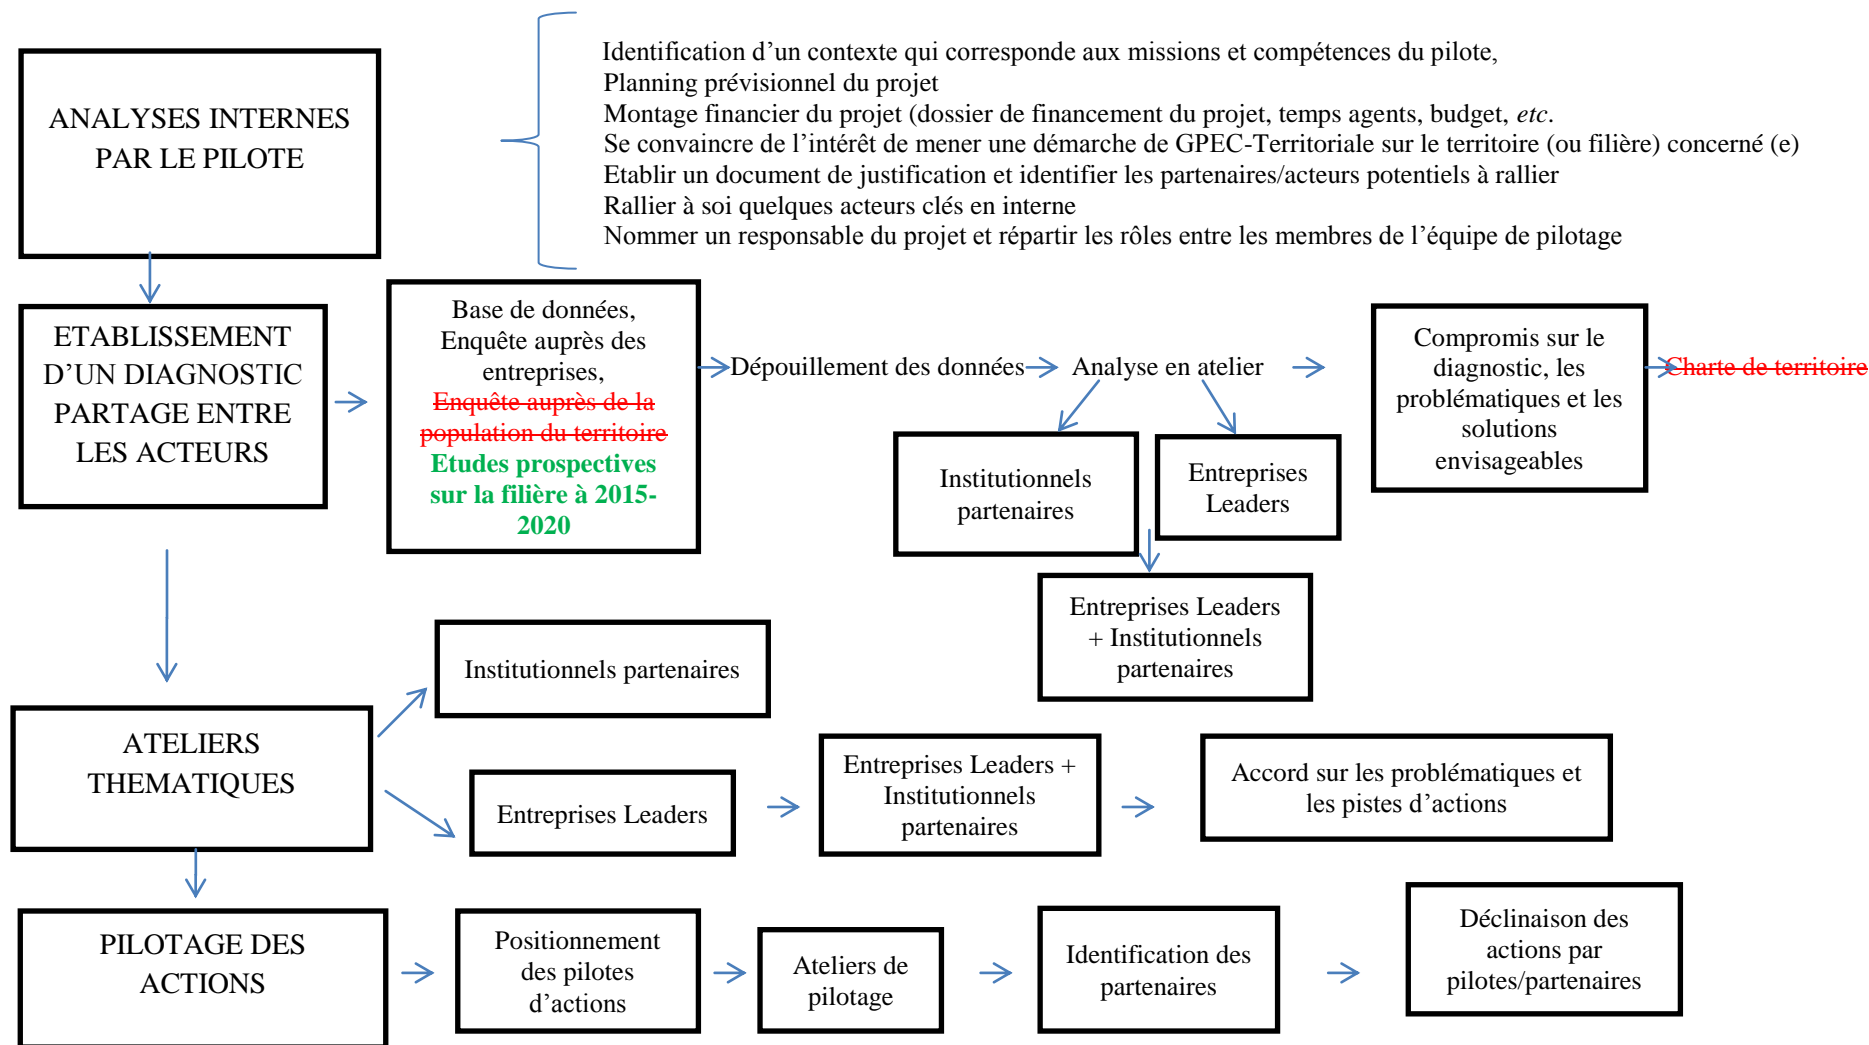 ANALYSES INTERNES
PAR LE PILOTE
Identification d’un contexte qui corresponde aux missions et compétences du pilote,
Planning prévisionnel du projet
Montage financier du projet (dossier de financement du projet, temps agents, budget, etc.
Se convaincre de l’intérêt de mener une démarche de GPEC-Territoriale sur le territoire (ou filière) concerné (e)
Etablir un document de justification et identifier les partenaires/acteurs potentiels à rallier
Rallier à soi quelques acteurs clés en interne
Nommer un responsable du projet et répartir les rôles entre les membres de l’équipe de pilotage
ETABLISSEMENT
D’UN DIAGNOSTIC
PARTAGE ENTRE
LES ACTEURS
Base de données,
Enquête auprès des
entreprises,
Enquête auprès de la
population du territoire
Etudes prospectives
sur la filière à 2015-
2020
Dépouillement des données
Analyse en atelier
Institutionnels
partenaires
Entreprises
Leaders
Entreprises Leaders
+ Institutionnels
partenaires
Compromis sur le
diagnostic, les
problématiques et les
solutions
envisageables
Charte de territoire
ATELIERS
THEMATIQUES
Institutionnels partenaires
Entreprises Leaders
Entreprises Leaders +
Institutionnels
partenaires
Accord sur les problématiques et
les pistes d’actions
PILOTAGE DES
ACTIONS
Positionnement
des pilotes
d’actions
Ateliers de
pilotage
Identification des
partenaires
Déclinaison des
actions par
pilotes/partenaires